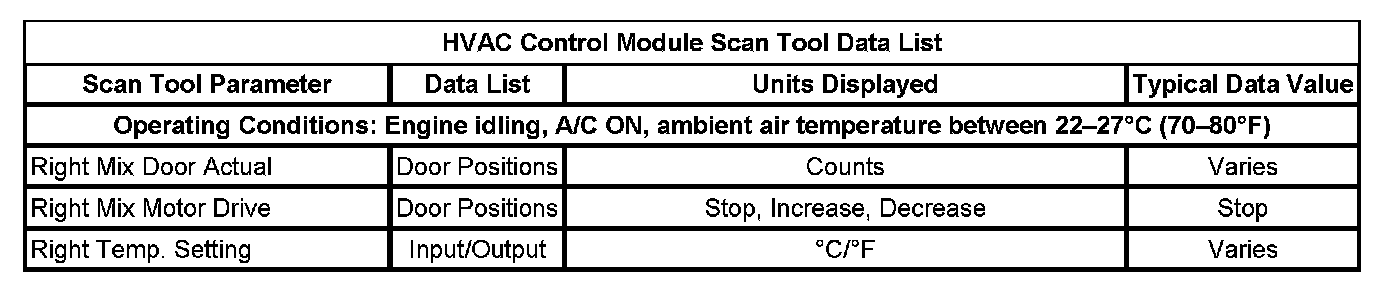 HVAC Control Module Scan Tool Data List
Scan Tool Parameter Data List Units Displayed Typical Data Value
Operating Conditions: Engine idling, A/C ON, ambient air temperature between 22–27°C (70–80°F)
Right Mix Door Actual Door Positions Counts Varies
Right Mix Motor Drive Door Positions Stop, Increase, Decrease Stop
Right Temp. Setting Input/Output °C/°F Varies